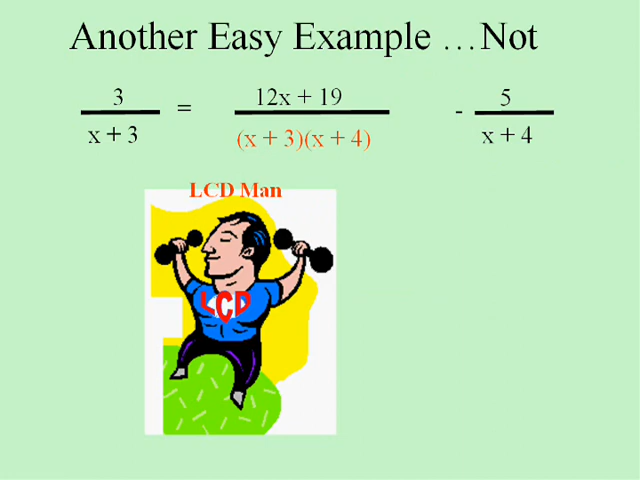 Another Easy Example …Not
3 = 12x + 19 - 5
x + 3 (x + 3)(x + 4) x + 4
LCD Man
LCD